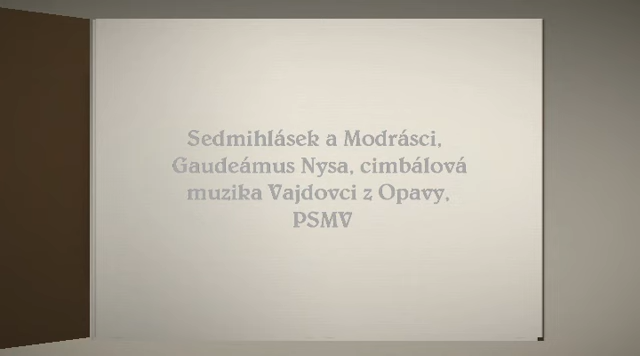 Sedmihlásek a Modrásci,
Gaudeámus Nysa, cimbálová
muzika Vajdovci z Opavy,
PSMV